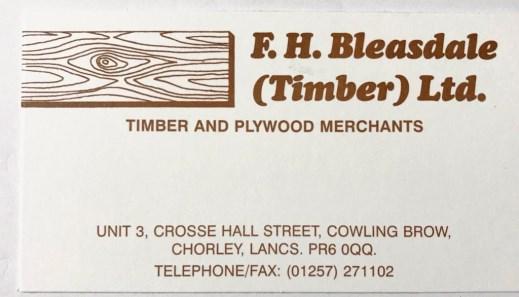 F. H. Bleasdale
(Timber) Ltd.
TIMBER AND PLYWOOD MERCHANTS
UNIT 3, CROSSE HALL STREET, COWLING BROW,
CHORLEY, LANCS. PR6 0QQ.
TELEPHONE/FAX: (01257) 271102